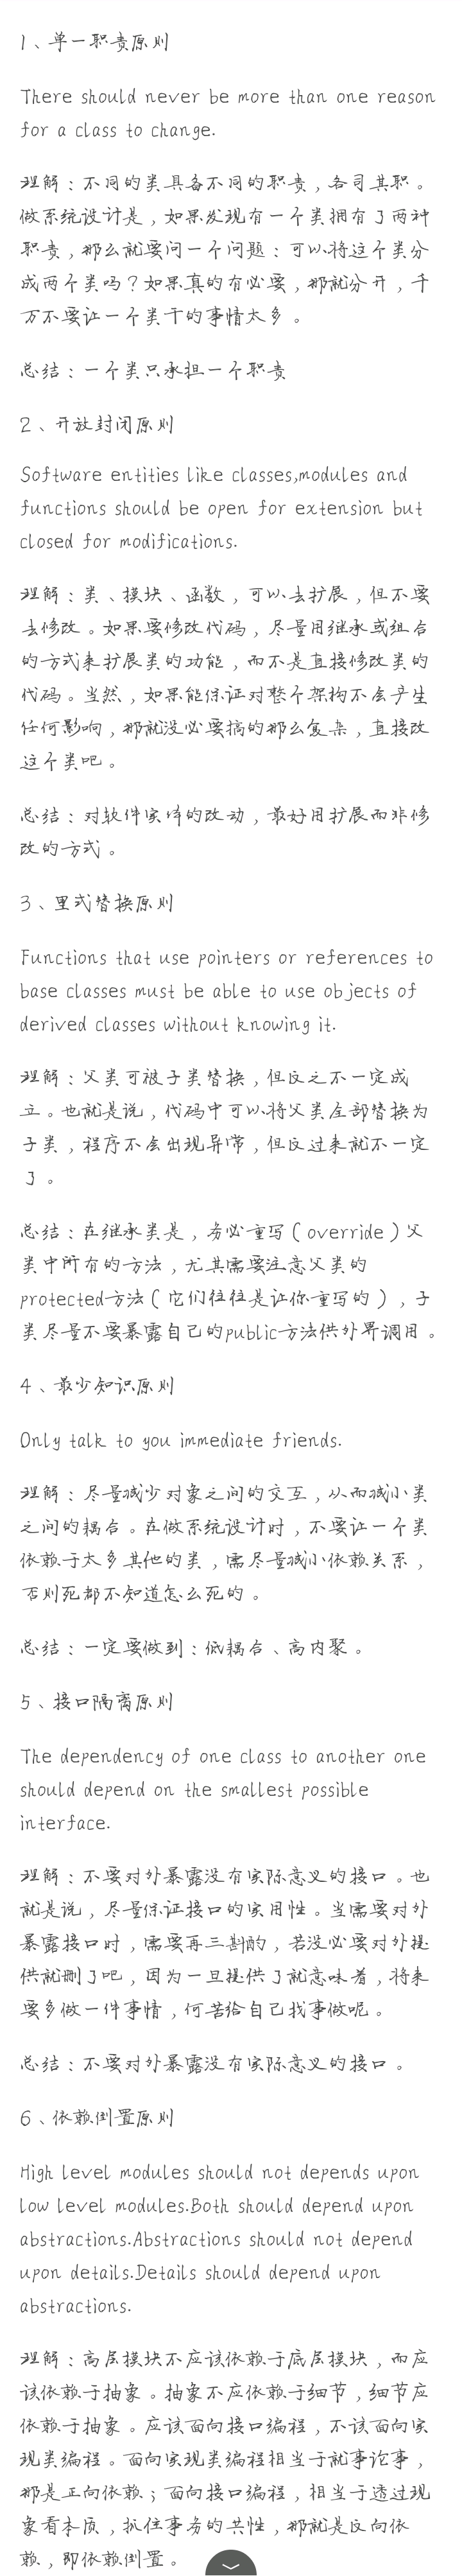 1、单一职责原则
There should never be more than one reason
for a class to change.
理解：不同的类具备不同的职责，各司其职。
做系统设计是，如果发现有一个类拥有了两种
职责，那么就要问一个问题：可以将这个类分
成两个类吗？如果真的有必要，那就分开，千
万不要让一个类干的事情太多。
总结：一个类只承担一个职责
2、开放封闭原则
Software entities like classes,modules and
functions should be open for extension but
closed for modifications.
理解：类、模块、函数，可以去扩展，但不要
去修改。如果要修改代码，尽量用继承或组合
的方式来扩展类的功能，而不是直接修改类的
代码。当然，如果能保证对整个架构不会产生
任何影响，那就没必要搞的那么复杂，直接改
这个类吧。
总结：对软件实体的改动，最好用扩展而非修
改的方式。
3、里式替换原则
Functions that use pointers or references to
base classes must be able to use objects of
derived classes without knowing it.
理解：父类可被子类替换，但反之不一定成
立。也就是说，代码中可以将父类全部替换为
子类，程序不会出现异常，但反过来就不一定
了。
总结：在继承类是，务必重写（override）父
类中所有的方法，尤其需要注意父类的
protected方法（它们往往是让你重写的），子
类尽量不要暴露自己的public方法供外界调用。
4、最少知识原则
Only talk to you immediate friends.
理解：尽量减少对象之间的交互，从而减小类
之间的耦合。在做系统设计时，不要让一个类
依赖于太多其他的类，需尽量减小依赖关系，
否则死都不知道怎么死的。
总结：一定要做到：低耦合、高内聚。
5、接口隔离原则
The dependency of one class to another one
should depend on the smallest possible
interface.
理解：不要对外暴露没有实际意义的接口。也
就是说，尽量保证接口的实用性。当需要对外
暴露接口时，需要再三斟酌，若没必要对外提
供就删了吧，因为一旦提供了就意味着，将来
要多做一件事情，何苦给自己找事做呢。
总结：不要对外暴露没有实际意义的接口。
6、依赖倒置原则
High level modules should not depends upon
low level modules.Both should depend upon
abstractions.Abstractions should not depend
upon details.Details should depend upon
abstractions.
理解：高层模块不应该依赖于底层模块，而应
该依赖于抽象。抽象不应依赖于细节，细节应
依赖于抽象。应该面向接口编程，不该面向实
现类编程。面向实现类编程相当于就事论事，
那是正向依赖；面向接口编程，相当于透过现
象看本质，抓住事务的共性，那就是反向依
赖，即依赖倒置。